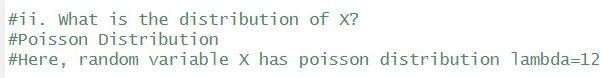 #ii. What is the distribution of X?
#Poisson Distribution
#Here, random variable X has poisson distribution lambda=12